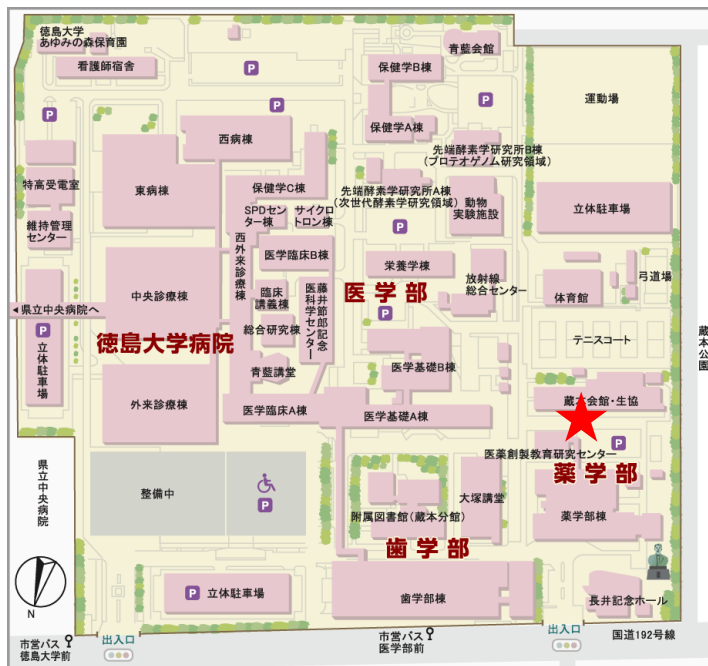 徳島大学
あゆみの森保育園
看護師宿舎
P
青藍会館
保健学B棟
運動場
P
P
P
西病棟
保健学A棟
先端酵素学研究所B棟
(プロテオゲノム研究領域)
特高受電室
東病棟
保健学C棟
先端酵素学研究所A棟
(次世代酵素学研究領域)
動物
実験施設
立体駐車場
維持管理
センター
SPDセン
ター棟
サイクロ
トロン棟
P
西外来診療棟
医学臨床B棟
栄養学棟
放射線
総合センター
弓道場
体育館
中央診療棟
臨床
講義棟
藤井節郎記念
医科学センター
医学部
県立中央病院へ
P
立体駐車場
総合研究棟
P
テニスコート
蔵本公園
徳島大学病院
青藍講堂
医学基礎B棟
外来診療棟
医学臨床A棟
医学基礎A棟
蔵本会館・生協
医薬創製教育研究センター
P
薬学部
県立中央病院
整備中
P
附属図書館(蔵本分館)
大塚講堂
薬学部棟
歯学部
P
立体駐車場
歯学部棟
長井記念ホール
N
市営バス
徳島大学前
出入口
市営バス
医学部前
出入口
国道192号線